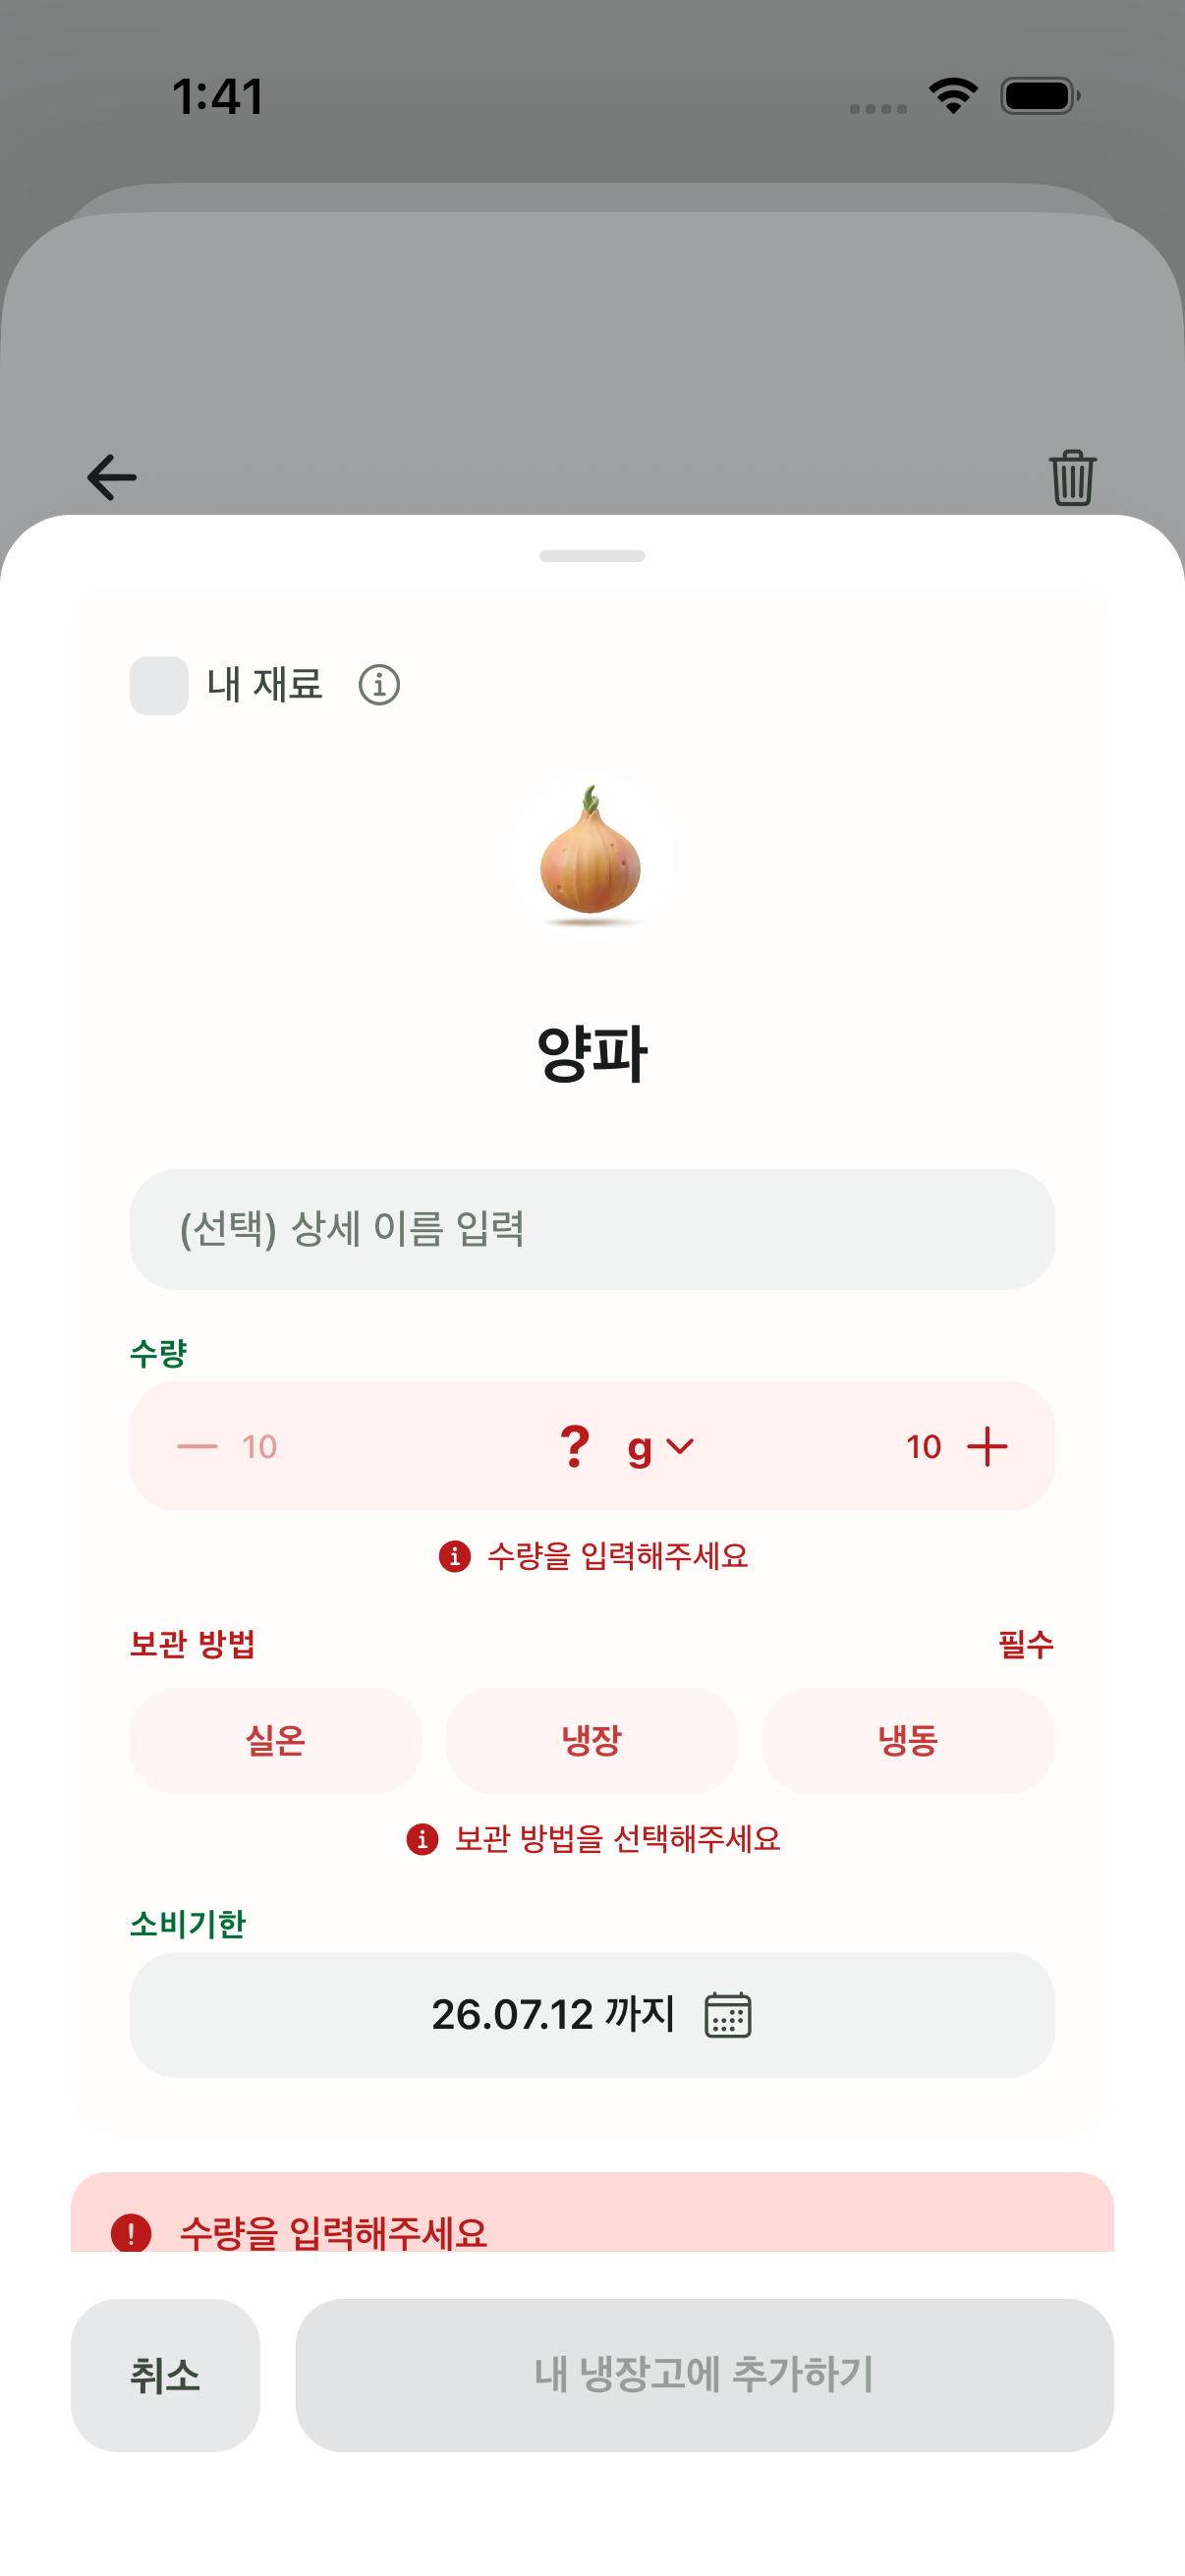 1:41
내 재료
양파
(선택) 상세 이름 입력
수량
10 ? g 10
수량을 입력해주세요
보관 방법 필수
실온 냉장 냉동
보관 방법을 선택해주세요
소비기한
26.07.12 까지
수량을 입력해주세요
취소 내 냉장고에 추가하기